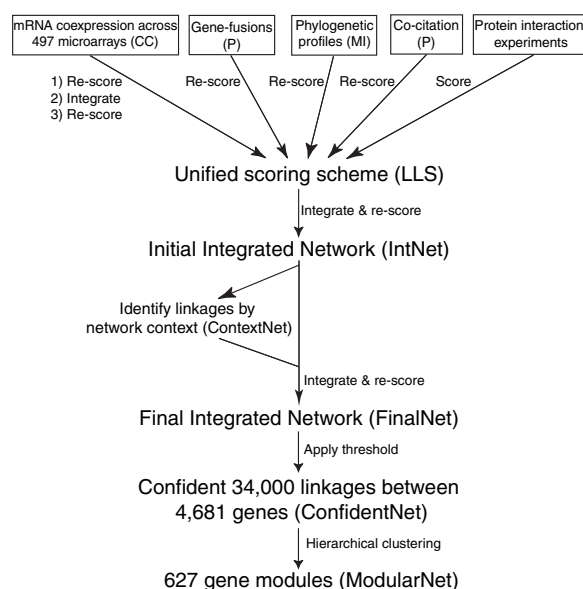 mRNA coexpression across
497 microarrays (CC)
Gene-fusions
(P)
Phylogenetic
profiles (MI)
Co-citation
(P)
Protein interaction
experiments
1) Re-score
2) Integrate
3) Re-score
Re-score
Re-score
Re-score
Score
Unified scoring scheme (LLS)
Integrate & re-score
Initial Integrated Network (IntNet)
Identify linkages by
network context (ContextNet)
Integrate & re-score
Final Integrated Network (FinalNet)
Apply threshold
Confident 34,000 linkages between
4,681 genes (ConfidentNet)
Hierarchical clustering
627 gene modules (ModularNet)